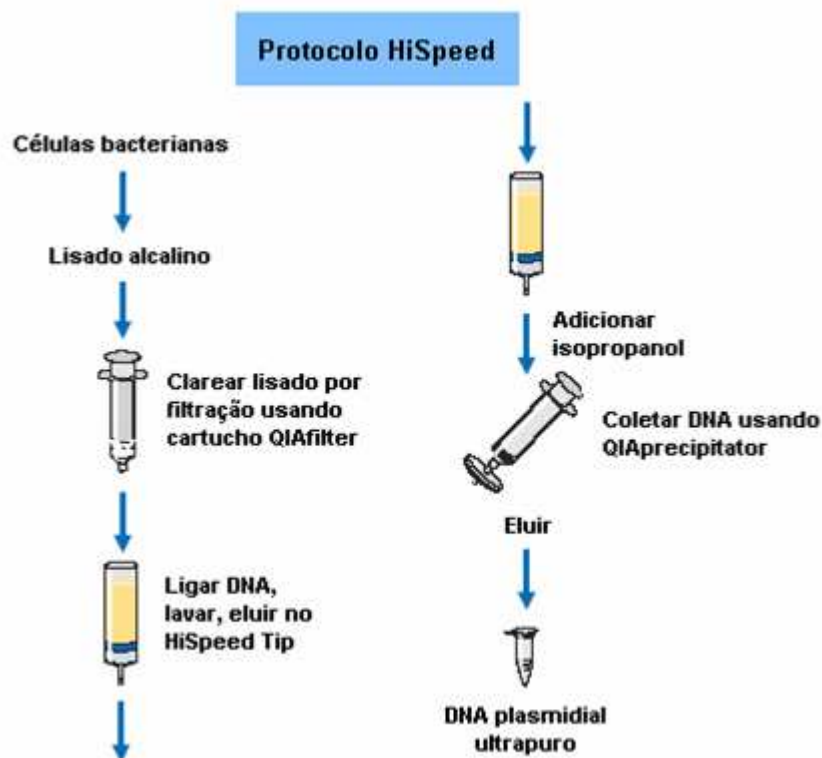 Protocolo HiSpeed
Células bacterianas
Lisado alcalino
Clarear lisado por
filtração usando
cartucho QIAfilter
Ligar DNA,
lavar, eluir no
HiSpeed Tip
Adicionar
isopropanol
Coletar DNA usando
QIAprecipitator
Eluir
DNA plasmidial
ultrapuro